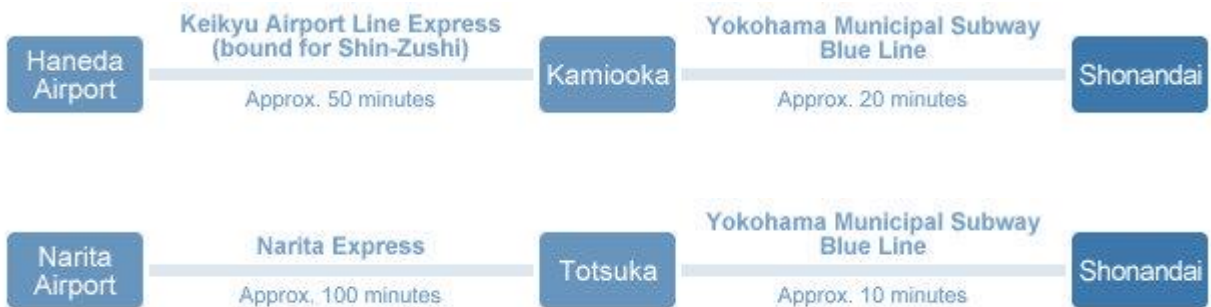 Haneda
Airport
Keikyu Airport Line Express
(bound for Shin-Zushi)
Approx. 50 minutes
Kamiooka
Yokohama Municipal Subway
Blue Line
Approx. 20 minutes
Shonandai
Narita
Airport
Narita Express
Approx. 100 minutes
Totsuka
Yokohama Municipal Subway
Blue Line
Approx. 10 minutes
Shonandai